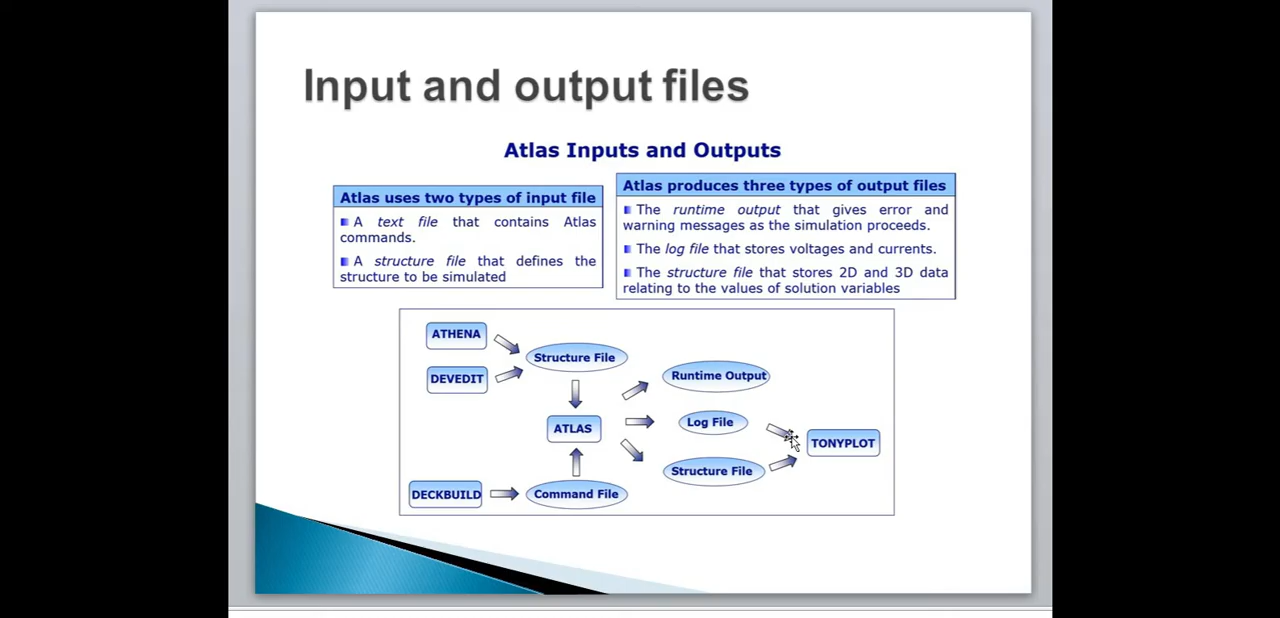 Input and output files
Atlas Inputs and Outputs
Atlas uses two types of input file
A text file that contains Atlas
commands.
A structure file that defines the
structure to be simulated
Atlas produces three types of output files
The runtime output that gives error and
warning messages as the simulation proceeds.
The log file that stores voltages and currents.
The structure file that stores 2D and 3D data
relating to the values of solution variables
ATHENA
DEVEDIT
Structure File
ATLAS
DECKBUILD
Command File
Runtime Output
Log File
Structure File
TONYPLOT